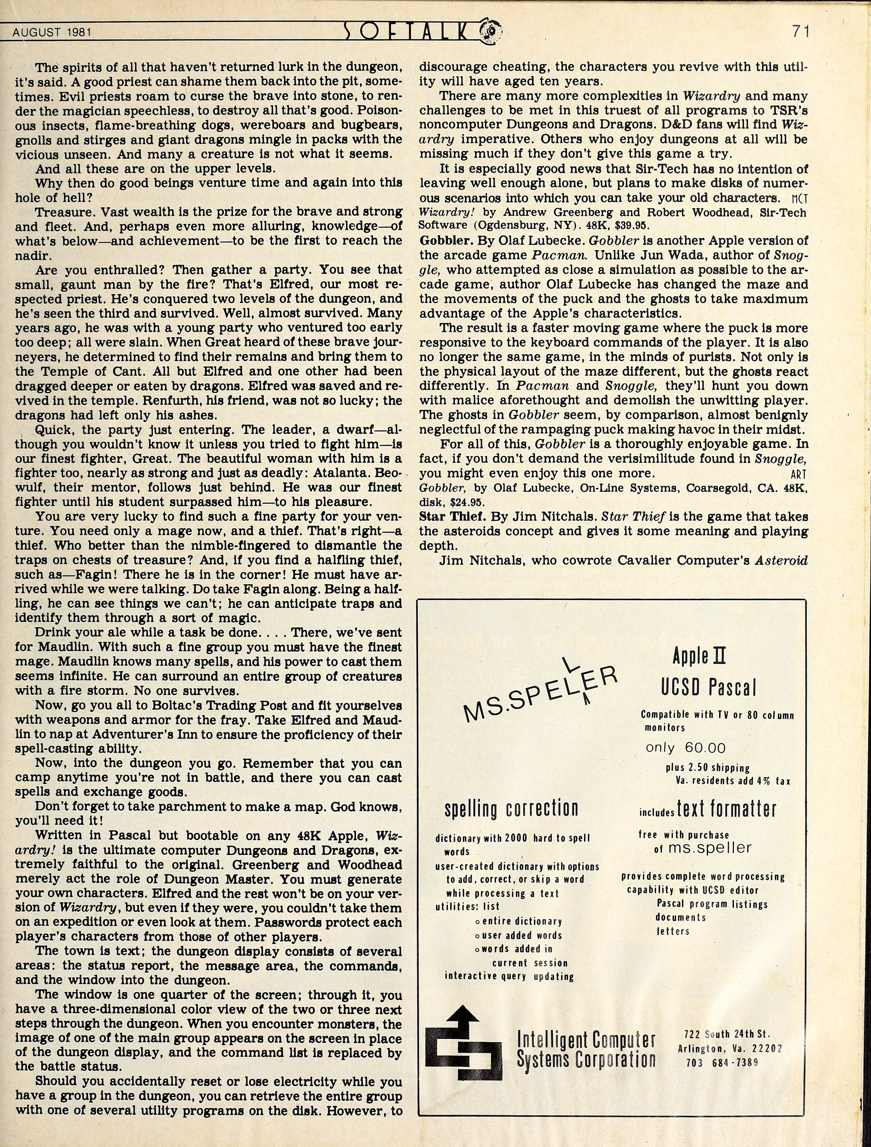 AUGUST 1981
SOFTALK
71
The spirits of all that haven't returned lurk in the dungeon,
it's said. A good priest can shame them back into the pit, some-
times. Evil priests roam to curse the brave into stone, to ren-
der the magician speechless, to destroy all that's good. Poison-
ous insects, flame-breathing dogs, wereboars and bugbears,
gnolls and stirges and giant dragons mingle in packs with the
vicious unseen. And many a creature is not what it seems.
And all these are on the upper levels.
Why then do good beings venture time and again into this
hole of hell?
Treasure. Vast wealth is the prize for the brave and strong
and fleet. And, perhaps even more alluring, knowledge—of
what's below—and achievement—to be the first to reach the
nadir.
Are you enthralled? Then gather a party. You see that
small, gaunt man by the fire? That's Elfred, our most re-
spected priest. He's conquered two levels of the dungeon, and
he's seen the third and survived. Well, almost survived. Many
years ago, he was with a young party who ventured too early
too deep; all were slain. When Great heard of these brave jour-
neyers, he determined to find their remains and bring them to
the Temple of Cant. All but Elfred and one other had been
dragged deeper or eaten by dragons. Elfred was saved and re-
vived in the temple. Renfurth, his friend, was not so lucky; the
dragons had left only his ashes.
Quick, the party just entering. The leader, a dwarf—al-
though you wouldn't know it unless you tried to fight him—is
our finest fighter, Great. The beautiful woman with him is a
fighter too, nearly as strong and just as deadly: Atalanta. Beo-
wulf, their mentor, follows just behind. He was our finest
fighter until his student surpassed him—to his pleasure.
You are very lucky to find such a fine party for your ven-
ture. You need only a mage now, and a thief. That's right—a
thief. Who better than the nimble-fingered to dismantle the
traps on chests of treasure? And, if you find a halfling thief,
such as—Fagin! There he is in the corner! He must have ar-
rived while we were talking. Do take Fagin along. Being a half-
ling, he can see things we can't; he can anticipate traps and
identify them through a sort of magic.
Drink your ale while a task be done. . . . There, we've sent
for Maudlin. With such a fine group you must have the finest
mage. Maudlin knows many spells, and his power to cast them
seems infinite. He can surround an entire group of creatures
with a fire storm. No one survives.
Now, go you all to Boltac's Trading Post and fit yourselves
with weapons and armor for the fray. Take Elfred and Maud-
lin to nap at Adventurer's Inn to ensure the proficiency of their
spell-casting ability.
Now, into the dungeon you go. Remember that you can
camp anytime you're not in battle, and there you can cast
spells and exchange goods.
Don't forget to take parchment to make a map. God knows,
you'll need it!
Written in Pascal but bootable on any 48K Apple, Wiz-
ardry! is the ultimate computer Dungeons and Dragons, ex-
tremely faithful to the original. Greenberg and Woodhead
merely act the role of Dungeon Master. You must generate
your own characters. Elfred and the rest won't be on your ver-
sion of Wizardry, but even if they were, you couldn't take them
on an expedition or even look at them. Passwords protect each
player's characters from those of other players.
The town is text; the dungeon display consists of several
areas: the status report, the message area, the commands,
and the window into the dungeon.
The window is one quarter of the screen; through it, you
have a three-dimensional color view of the two or three next
steps through the dungeon. When you encounter monsters, the
image of one of the main group appears on the screen in place
of the dungeon display, and the command list is replaced by
the battle status.
Should you accidentally reset or lose electricity while you
have a group in the dungeon, you can retrieve the entire group
with one of several utility programs on the disk. However, to
discourage cheating, the characters you revive with this util-
ity will have aged ten years.
There are many more complexities in Wizardry and many
challenges to be met in this truest of all programs to TSR's
noncomputer Dungeons and Dragons. D&D fans will find Wiz-
ardry imperative. Others who enjoy dungeons at all will be
missing much if they don't give this game a try.
It is especially good news that Sir-Tech has no intention of
leaving well enough alone, but plans to make disks of numer-
ous scenarios into which you can take your old characters. MCT
Wizardry! by Andrew Greenberg and Robert Woodhead, Sir-Tech
Software (Ogdensburg, NY). 48K, $39.95.
Gobbler. By Olaf Lubecke. Gobbler is another Apple version of
the arcade game Pacman. Unlike Jun Wada, author of Snog-
gle, who attempted as close a simulation as possible to the ar-
cade game, author Olaf Lubecke has changed the maze and
the movements of the puck and the ghosts to take maximum
advantage of the Apple's characteristics.
The result is a faster moving game where the puck is more
responsive to the keyboard commands of the player. It is also
no longer the same game, in the minds of purists. Not only is
the physical layout of the maze different, but the ghosts react
differently. In Pacman and Snoggle, they'll hunt you down
with malice aforethought and demolish the unwitting player.
The ghosts in Gobbler seem, by comparison, almost benignly
neglectful of the rampaging puck making havoc in their midst.
For all of this, Gobbler is a thoroughly enjoyable game. In
fact, if you don't demand the verisimilitude found in Snoggle,
you might even enjoy this one more. ART
Gobbler, by Olaf Lubecke, On-Line Systems, Coarsegold, CA. 48K,
disk, $24.95.
Star Thief. By Jim Nitchals. Star Thief is the game that takes
the asteroids concept and gives it some meaning and playing
depth.
Jim Nitchals, who cowrote Cavalier Computer's Asteroid
L
MS.SPELER
^
spelling correction
dictionary with 2000 hard to spell
words
user-created dictionary with options
to add, correct, or skip a word
while processing a text
utilities: list
o entire dictionary
o user added words
o words added in
current session
interactive query updating
Apple II
UCSD Pascal
Compatible with TV or 80 column
monitors
only 60.00
plus 2.50 shipping
Va. residents add 4% tax
includes text formatter
free with purchase
of ms.speller
provides complete word processing
capability with UCSD editor
Pascal program listings
documents
letters
Intelligent Computer
Systems Corporation
722 South 24th St.
Arlington, Va. 22202
703 684-7389